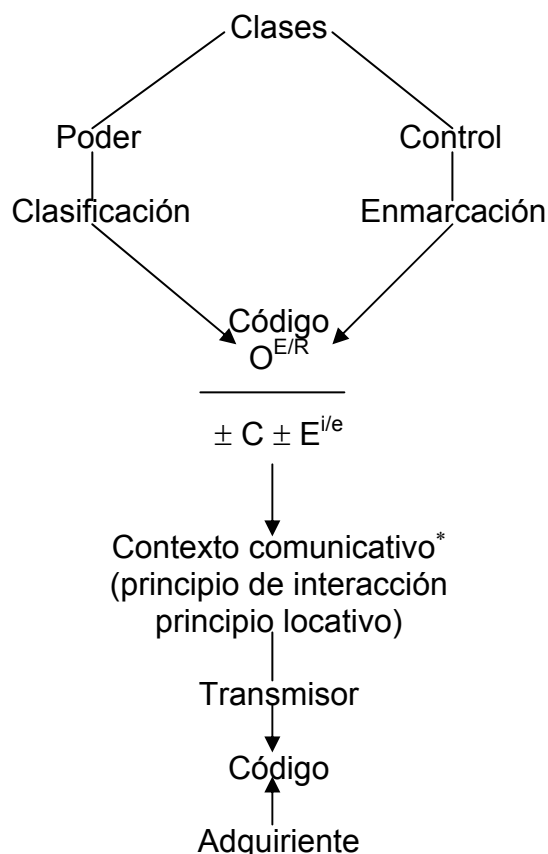 Clases
Poder Control
Clasificación Enmarcación
Código
O^E/R
± C ± E^i/e
Contexto comunicativo*
(principio de interacción
principio locativo)
Transmisor
Código
Adquiriente